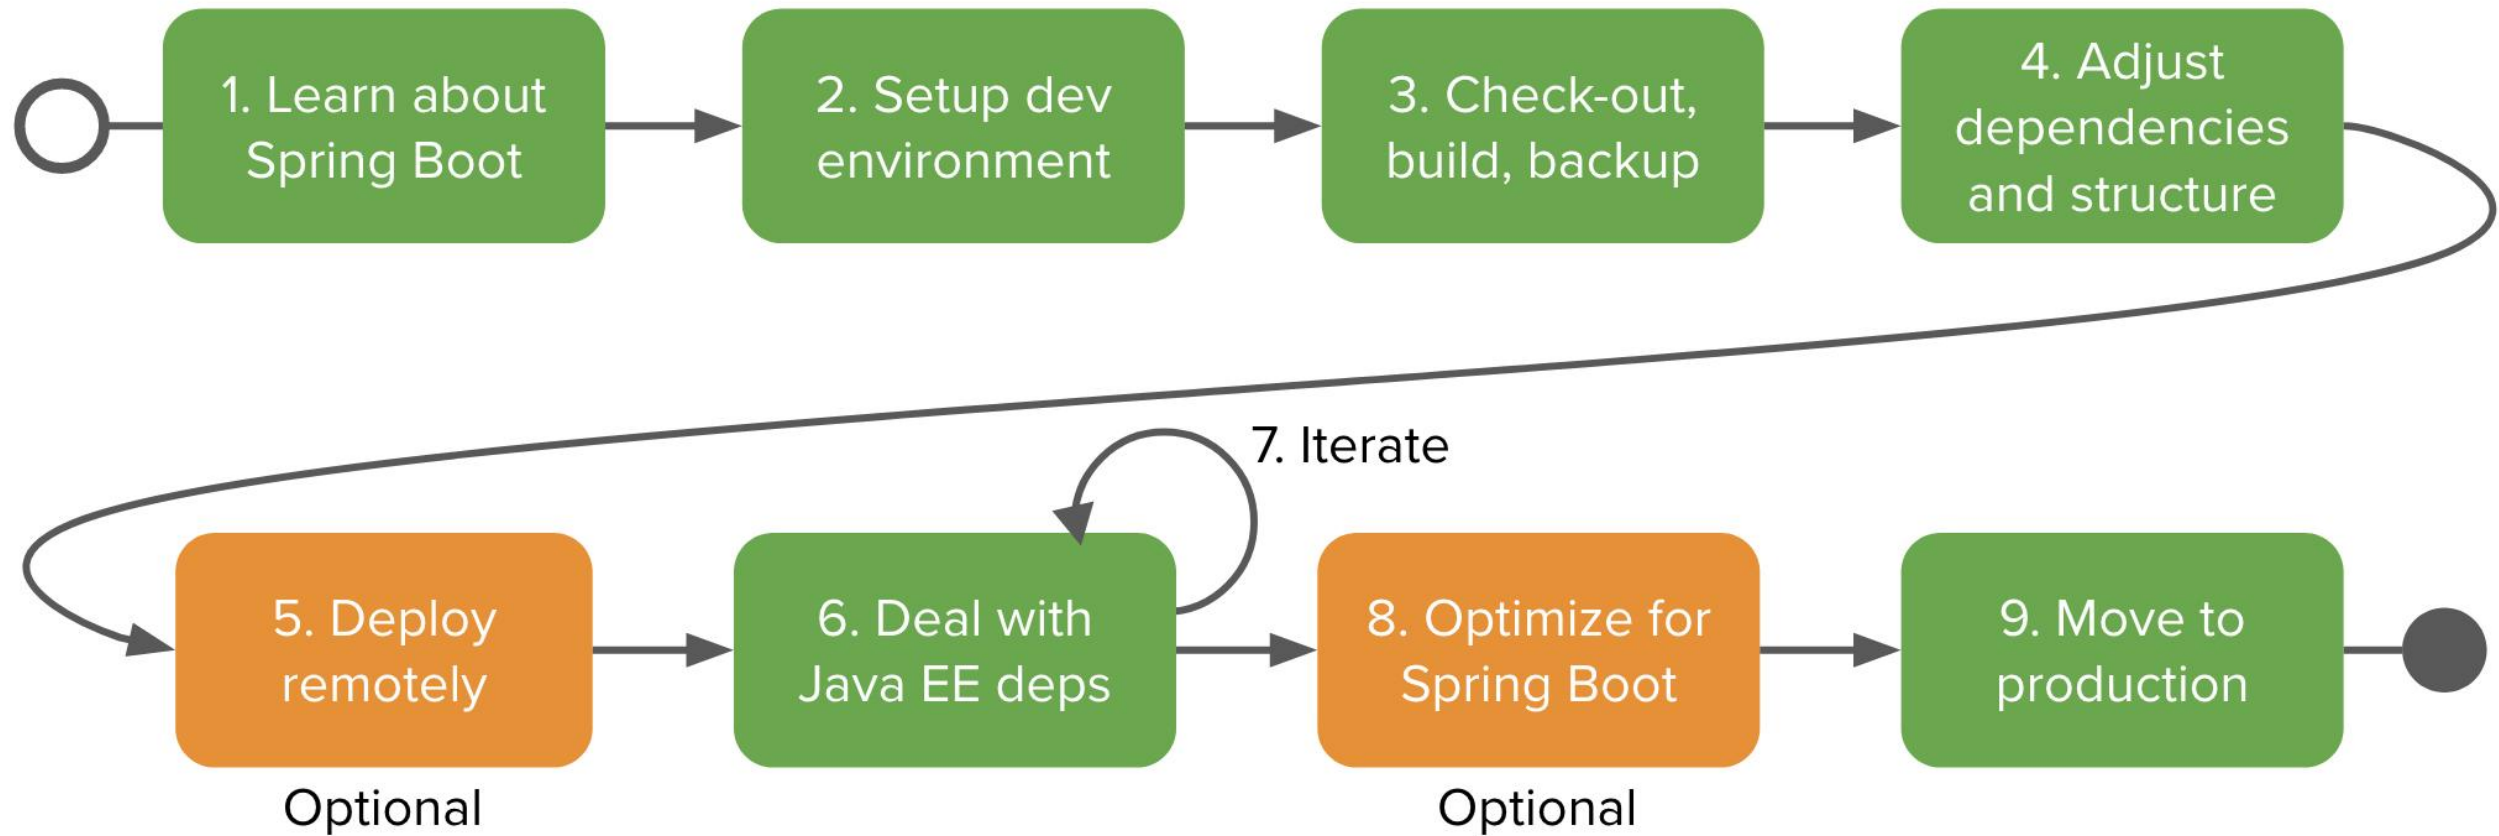 1. Learn about
Spring Boot
2. Setup dev
environment
3. Check-out,
build, backup
4. Adjust
dependencies
and structure
7. Iterate
5. Deploy
remotely
Optional
6. Deal with
Java EE deps
8. Optimize for
Spring Boot
Optional
9. Move to
production